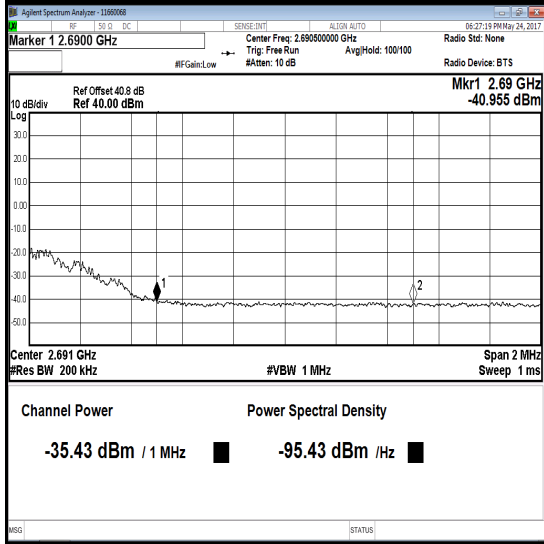 Agilent Spectrum Analyzer - 11660068
RF 50 Ω DC SENSE:INT ALIGN AUTO 06:27:19 PM May 24, 2017
Marker 1 2.6900 GHz
Center Freq: 2.690500000 GHz
Radio Std: None
Trig: Free Run Avg|Hold: 100/100
#IFGain:Low #Atten: 10 dB
Radio Device: BTS
Mkr1 2.69 GHz
-40.955 dBm
Ref Offset 40.8 dB
10 dB/div Ref 40.00 dBm
Log
30.0
20.0
10.0
0.00
-10.0
-20.0
-30.0
1
2
-40.0
-50.0
Center 2.691 GHz Span 2 MHz
#Res BW 200 kHz #VBW 1 MHz Sweep 1 ms
Channel Power Power Spectral Density
-35.43 dBm / 1 MHz -95.43 dBm /Hz
MSG STATUS